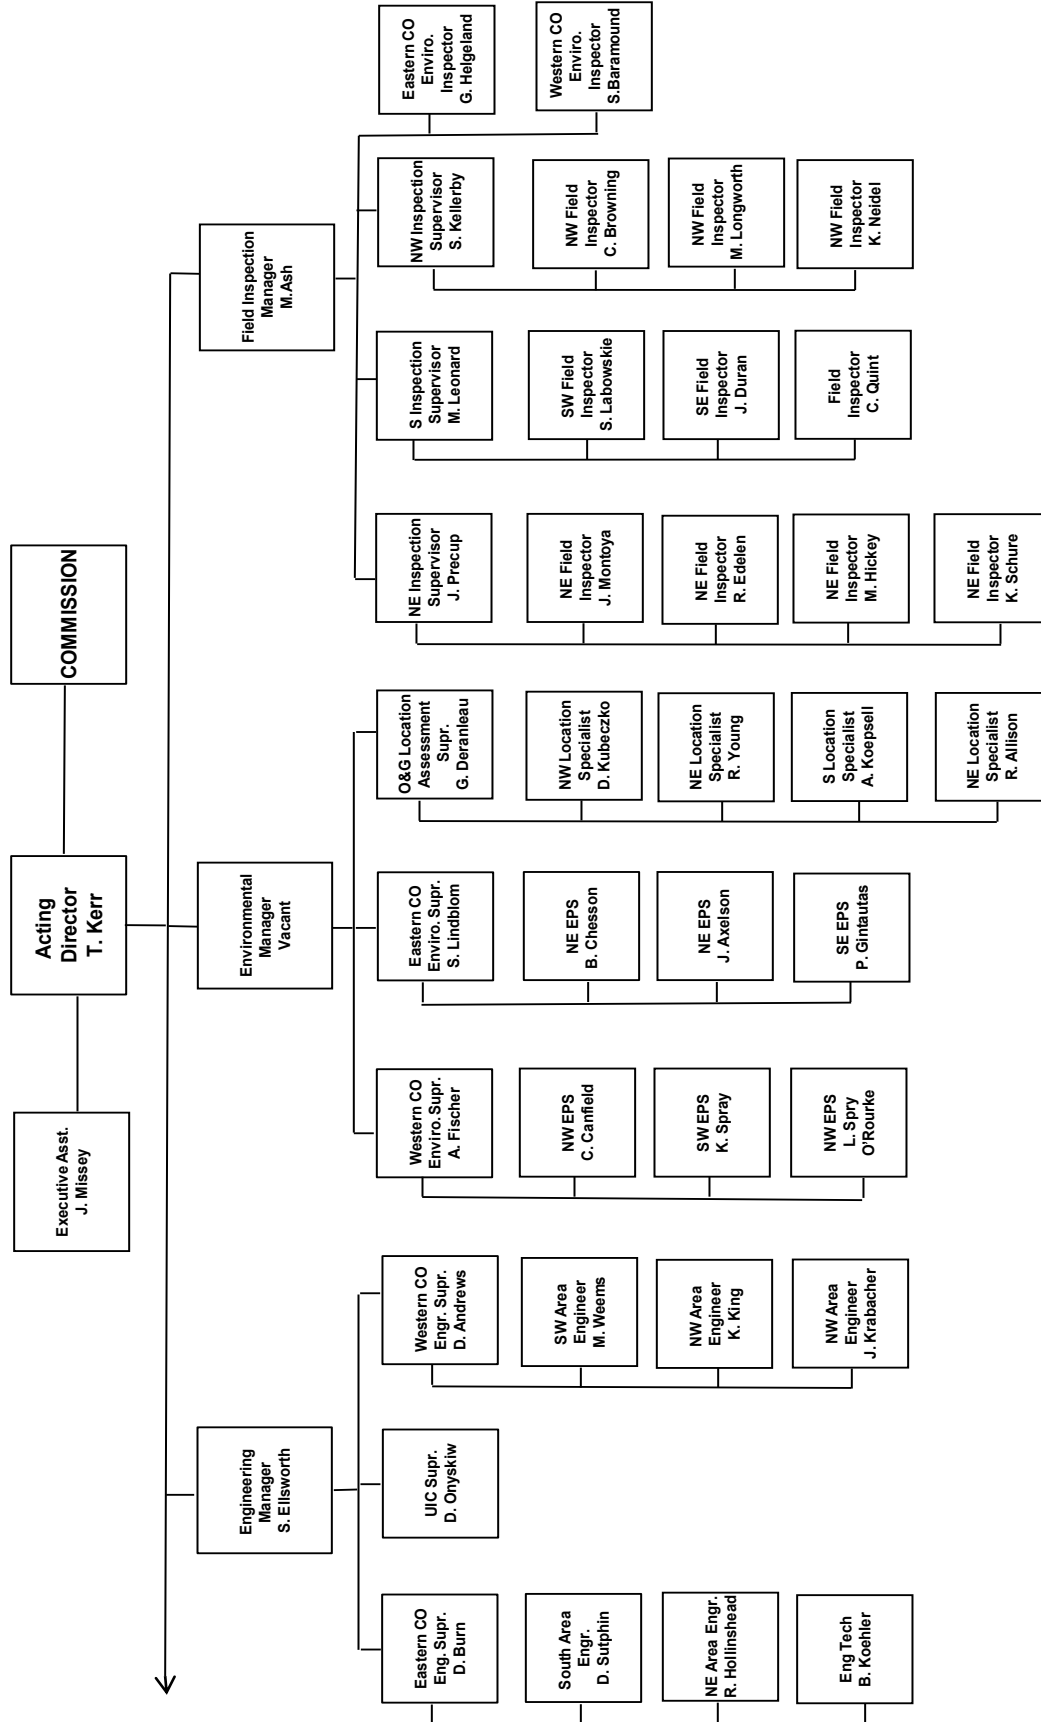 COMMISSION
Acting
Director
T. Kerr
Executive Asst.
J. Missey
Engineering
Manager
S. Ellsworth
Environmental
Manager
Vacant
Field Inspection
Manager
M.Ash
Eastern CO
Eng. Supr.
D. Burn
South Area
Engr.
D. Sutphin
NE Area Engr.
R. Hollinshead
Eng Tech
B. Koehler
UIC Supr.
D. Onyskiw
Western CO
Engr. Supr.
D. Andrews
SW Area
Engineer
M. Weems
NW Area
Engineer
K. King
NW Area
Engineer
J. Krabacher
Western CO
Enviro. Supr.
A. Fischer
NW EPS
C. Canfield
SW EPS
K. Spray
NW EPS
L. Spry
O'Rourke
Eastern CO
Enviro. Supr.
S. Lindblom
NE EPS
B. Chesson
NE EPS
J. Axelson
SE EPS
P. Gintautas
O&G Location
Assessment
Supr.
G. Deranleau
NW Location
Specialist
D. Kubeczko
NE Location
Specialist
R. Young
S Location
Specialist
A. Koepsell
NE Location
Specialist
R. Allison
NE Inspection
Supervisor
J. Precup
NE Field
Inspector
J. Montoya
NE Field
Inspector
R. Edelen
NE Field
Inspector
M. Hickey
NE Field
Inspector
K. Schure
S Inspection
Supervisor
M. Leonard
SW Field
Inspector
S. Labowskie
SE Field
Inspector
J. Duran
Field
Inspector
C. Quint
NW Inspection
Supervisor
S. Kellerby
NW Field
Inspector
C. Browning
NW Field
Inspector
M. Longworth
NW Field
Inspector
K. Neidel
Eastern CO
Enviro.
Inspector
G. Helgeland
Western CO
Enviro.
Inspector
S.Baramound